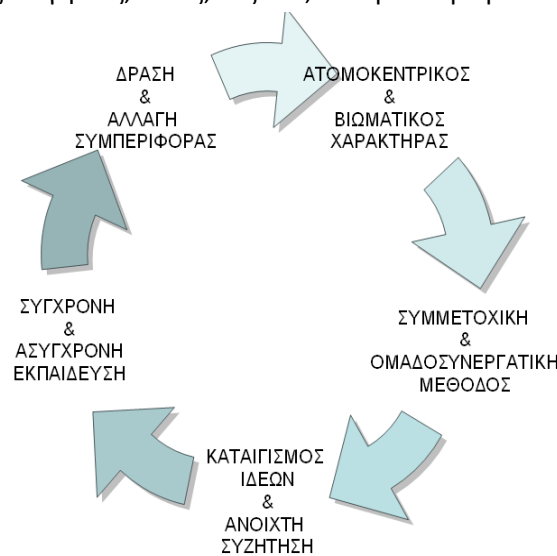 ΔΡΑΣΗ
&
ΑΛΛΑΓΗ
ΣΥΜΠΕΡΙΦΟΡΑΣ
ΑΤΟΜΟΚΕΝΤΡΙΚΟΣ
&
ΒΙΩΜΑΤΙΚΟΣ
ΧΑΡΑΚΤΗΡΑΣ
ΣΥΜΜΕΤΟΧΙΚΗ
&
ΟΜΑΔΟΣΥΝΕΡΓΑΤΙΚΗ
ΜΕΘΟΔΟΣ
ΚΑΤΑΙΓΙΣΜΟΣ
ΙΔΕΩΝ
&
ΑΝΟΙΧΤΗ
ΣΥΖΗΤΗΣΗ
ΣΥΓΧΡΟΝΗ
&
ΑΣΥΓΧΡΟΝΗ
ΕΚΠΑΙΔΕΥΣΗ